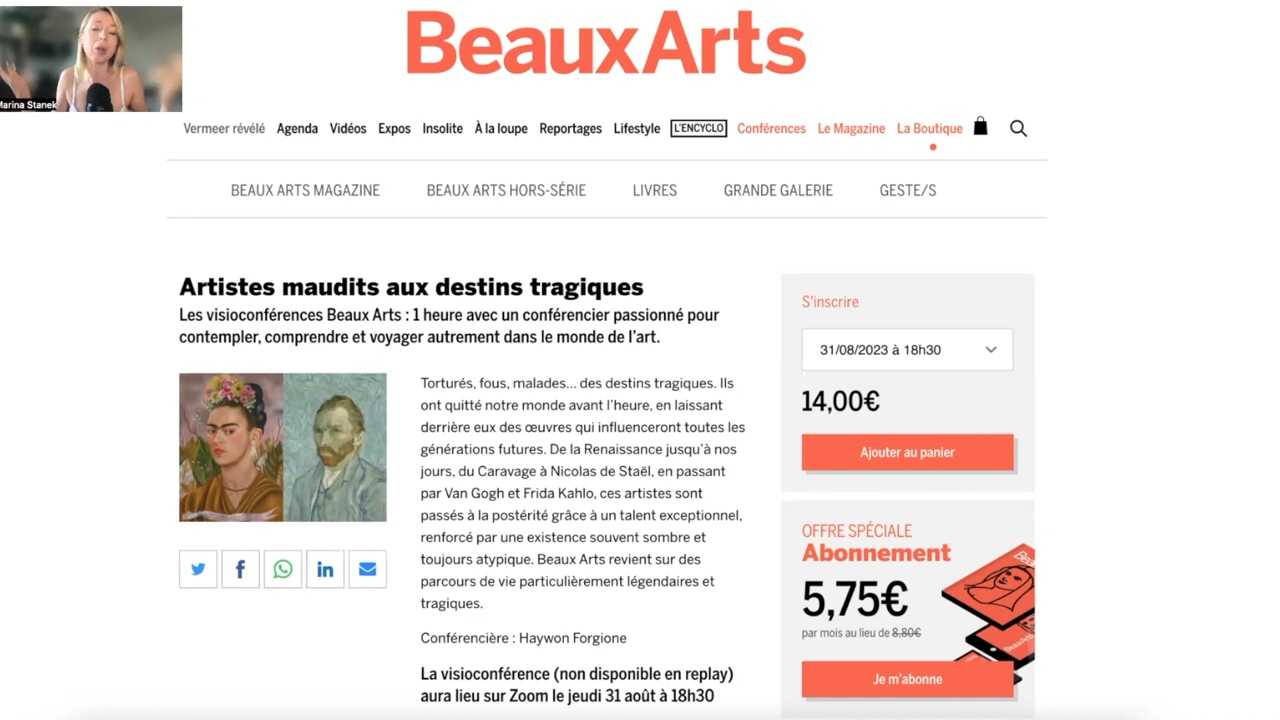 BeauxArts
Marina Stanek
Vermeer révélé Agenda Vidéos Expos Insolite À la loupe Reportages Lifestyle L'ENCYCLO Conférences Le Magazine La Boutique
BEAUX ARTS MAGAZINE BEAUX ARTS HORS-SÉRIE LIVRES GRANDE GALERIE GESTE/S
Artistes maudits aux destins tragiques
Les visioconférences Beaux Arts : 1 heure avec un conférencier passionné pour
contempler, comprendre et voyager autrement dans le monde de l'art.
Torturés, fous, malades... des destins tragiques. Ils
ont quitté notre monde avant l'heure, en laissant
derrière eux des œuvres qui influenceront toutes les
générations futures. De la Renaissance jusqu'à nos
jours, du Caravage à Nicolas de Staël, en passant
par Van Gogh et Frida Kahlo, ces artistes sont
passés à la postérité grâce à un talent exceptionnel,
renforcé par une existence souvent sombre et
toujours atypique. Beaux Arts revient sur des
parcours de vie particulièrement légendaires et
tragiques.
Conférencière : Haywon Forgione
La visioconférence (non disponible en replay)
aura lieu sur Zoom le jeudi 31 août à 18h30
S'inscrire
31/08/2023 à 18h30
14,00€
Ajouter au panier
OFFRE SPÉCIALE
Abonnement
5,75€
par mois au lieu de 8,80€
Je m'abonne